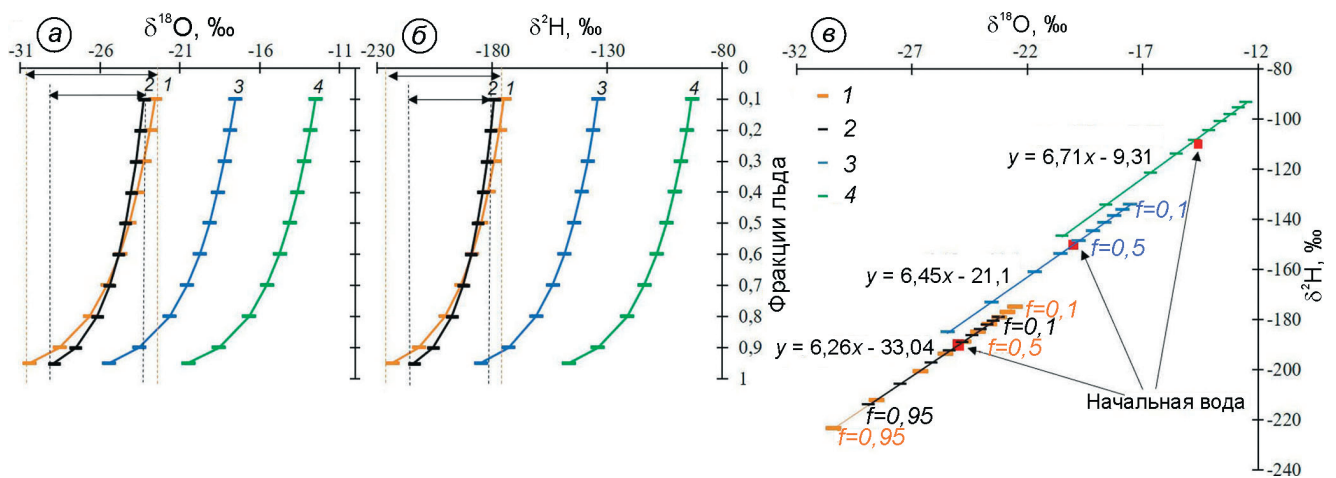 а
δ¹⁸O, ‰
-31 -26 -21 -16 -11
1 2 3 4
б
δ²H, ‰
-230 -180 -130 -80
2 1 3 4
0
0,1
0,2
0,3
0,4
0,5
0,6
0,7
0,8
0,9
1
Фракции льда
в
δ¹⁸O, ‰
-32 -27 -22 -17 -12
-80
-100
-120
-140
-160
-180
-200
-220
-240
δ²H, ‰
1
2
3
4
y = 6,71x - 9,31
f=0,1
f=0,5
y = 6,45x - 21,1
f=0,1
f=0,1
y = 6,26x - 33,04
f=0,5
Начальная вода
f=0,95
f=0,95